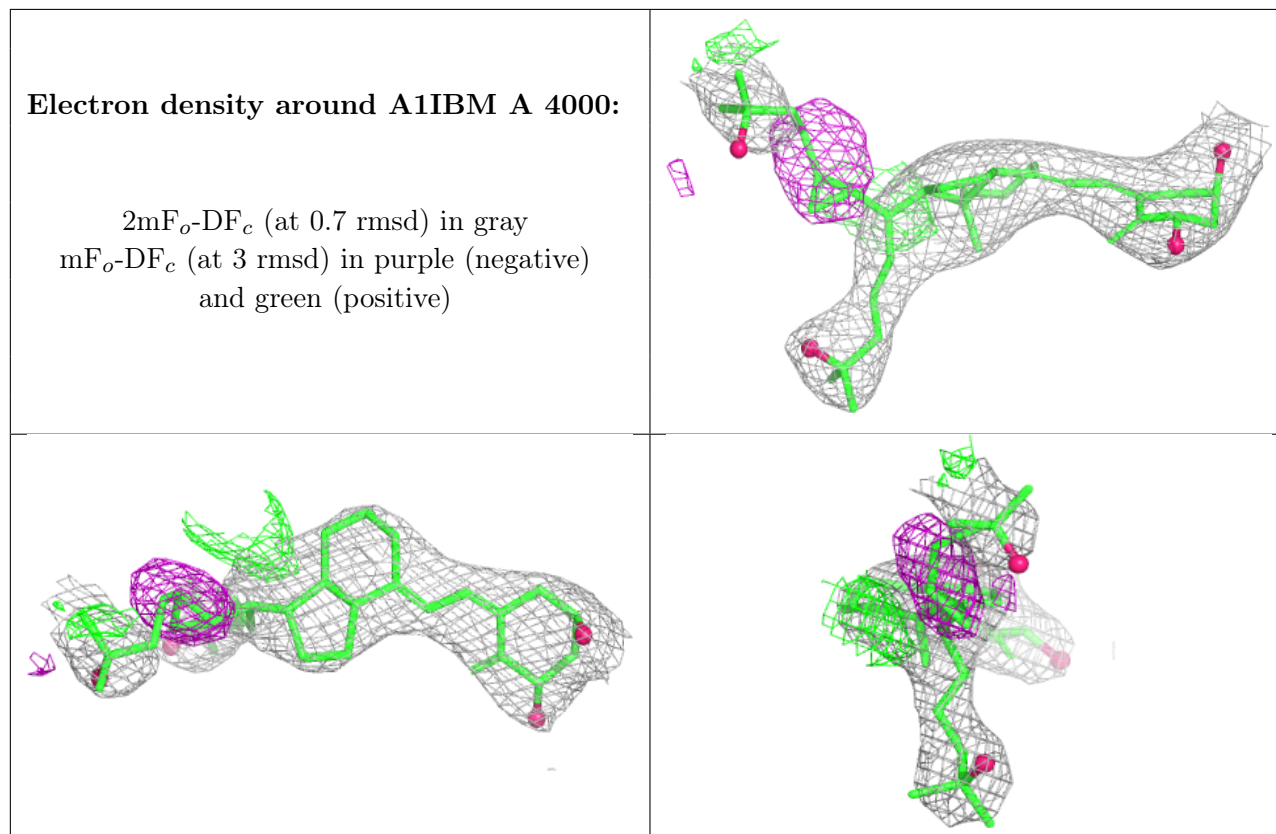 Electron density around A1IBM A 4000:
2mFo-DFc (at 0.7 rmsd) in gray
mFo-DFc (at 3 rmsd) in purple (negative)
and green (positive)